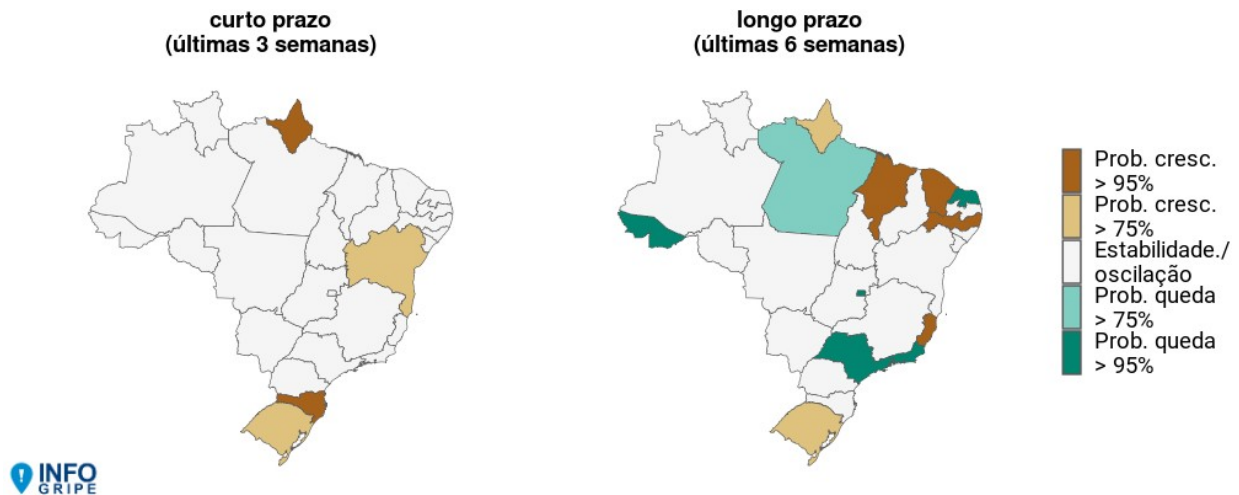 curto prazo
(últimas 3 semanas)
longo prazo
(últimas 6 semanas)
Prob. cresc.
> 95%
Prob. cresc.
> 75%
Estabilidade./
oscilação
Prob. queda
> 75%
Prob. queda
> 95%
INFO
GRIPE